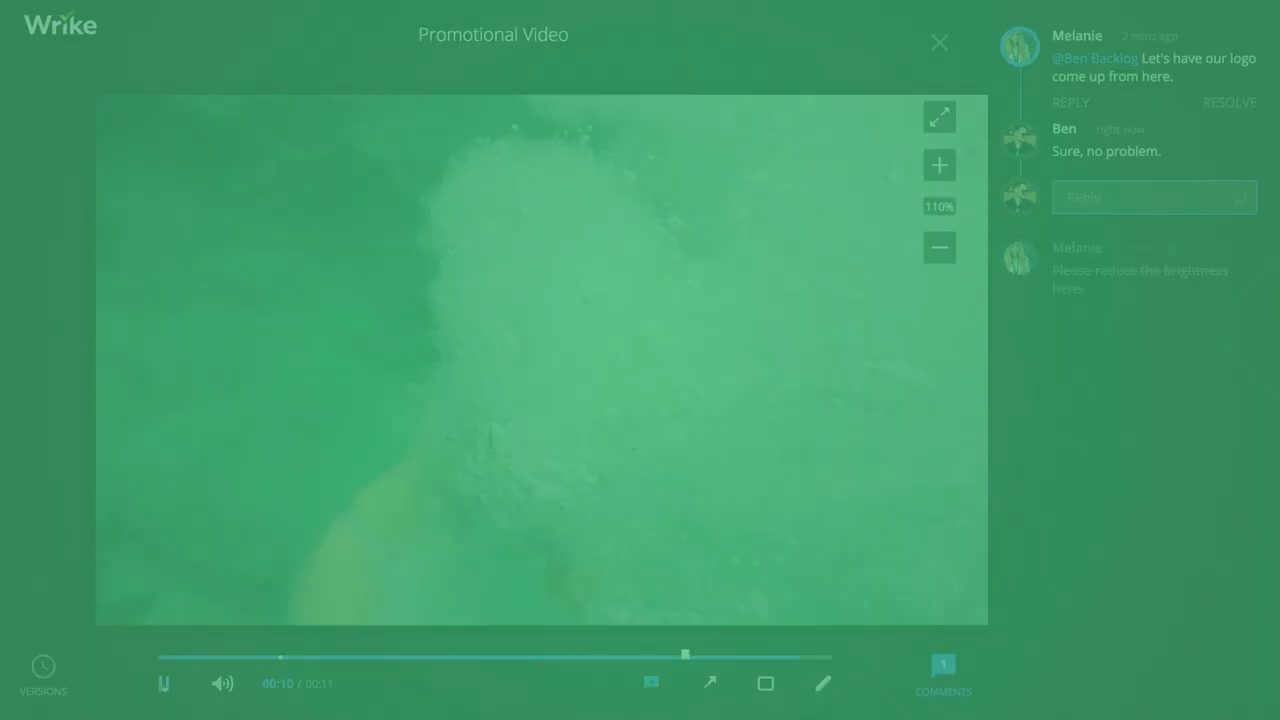 Wrike
Promotional Video
Melanie 2 mins ago
@Ben Backlog Let's have our logo
come up from here.
REPLY RESOLVE
Ben right now
Sure, no problem.
Reply
Melanie
Please reduce the brightness
here.
110%
VERSIONS
00:10 / 00:11
1
COMMENTS